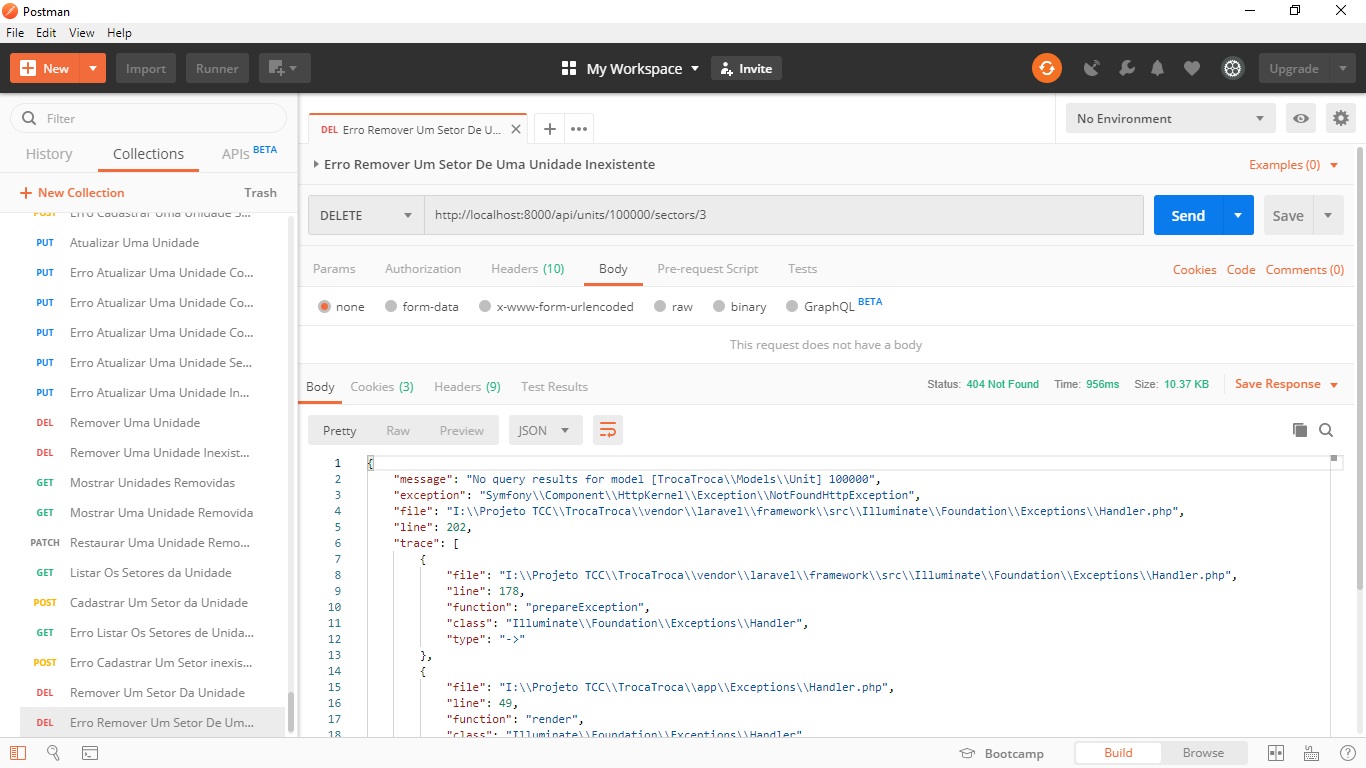 Postman
File Edit View Help
New Import Runner My Workspace Invite Upgrade
Filter
History Collections APIs BETA
New Collection Trash
POST Erro Cadastrar Uma Unidade S...
PUT Atualizar Uma Unidade
PUT Erro Atualizar Uma Unidade Co...
PUT Erro Atualizar Uma Unidade Co...
PUT Erro Atualizar Uma Unidade Co...
PUT Erro Atualizar Uma Unidade Se...
PUT Erro Atualizar Uma Unidade In...
DEL Remover Uma Unidade
DEL Remover Uma Unidade Inexist...
GET Mostrar Unidades Removidas
GET Mostrar Uma Unidade Removida
PATCH Restaurar Uma Unidade Remo...
GET Listar Os Setores da Unidade
POST Cadastrar Um Setor da Unidade
GET Erro Listar Os Setores de Unida...
POST Erro Cadastrar Um Setor inexis...
DEL Remover Um Setor Da Unidade
DEL Erro Remover Um Setor De Um...
DEL Erro Remover Um Setor De U...
No Environment
Erro Remover Um Setor De Uma Unidade Inexistente
Examples (0)
DELETE http://localhost:8000/api/units/100000/sectors/3 Send Save
Params Authorization Headers (10) Body Pre-request Script Tests
Cookies Code Comments (0)
none form-data x-www-form-urlencoded raw binary GraphQL BETA
This request does not have a body
Body Cookies (3) Headers (9) Test Results
Status: 404 Not Found Time: 956ms Size: 10.37 KB Save Response
Pretty Raw Preview JSON
1 {
2 "message": "No query results for model [TrocaTroca\\Models\\Unit] 100000",
3 "exception": "Symfony\\Component\\HttpKernel\\Exception\\NotFoundHttpException",
4 "file": "I:\\Projeto TCC\\TrocaTroca\\vendor\\laravel\\framework\\src\\Illuminate\\Foundation\\Exceptions\\Handler.php",
5 "line": 202,
6 "trace": [
7 {
8 "file": "I:\\Projeto TCC\\TrocaTroca\\vendor\\laravel\\framework\\src\\Illuminate\\Foundation\\Exceptions\\Handler.php",
9 "line": 178,
10 "function": "prepareException",
11 "class": "Illuminate\\Foundation\\Exceptions\\Handler",
12 "type": "->"
13 },
14 {
15 "file": "I:\\Projeto TCC\\TrocaTroca\\app\\Exceptions\\Handler.php",
16 "line": 49,
17 "function": "render",
18 "class": "Illuminate\\Foundation\\Exceptions\\Handler"
Bootcamp Build Browse